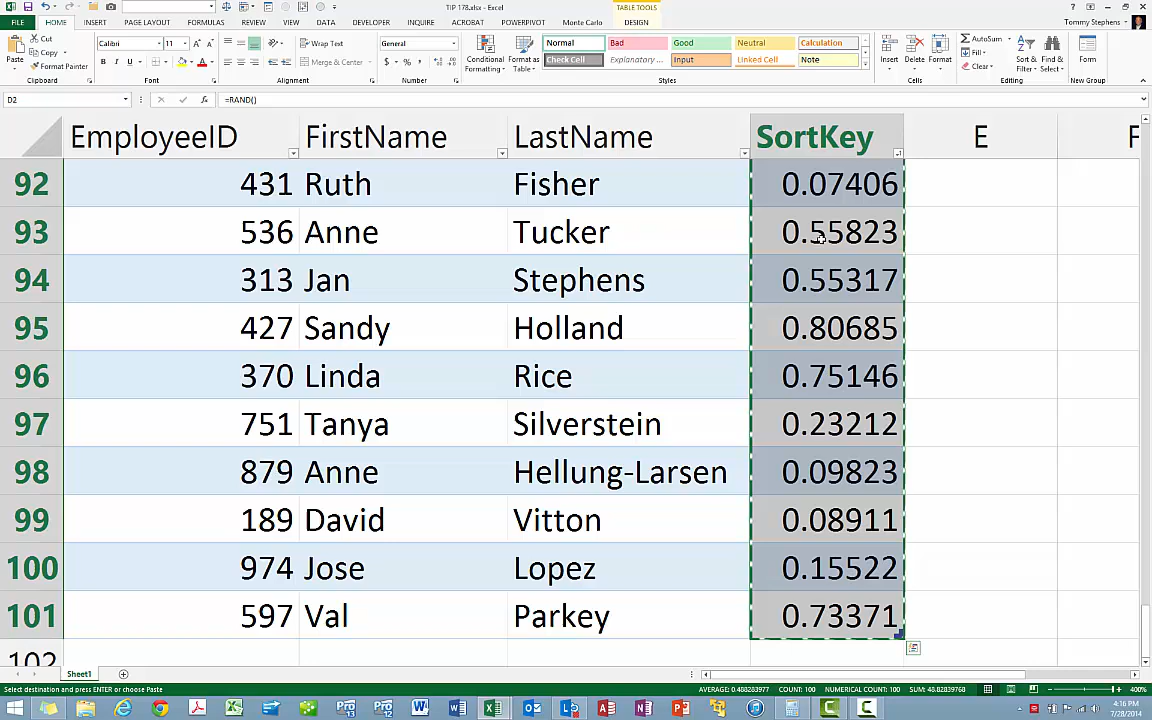 TIP 178.xlsx - Excel
TABLE TOOLS
FILE HOME INSERT PAGE LAYOUT FORMULAS REVIEW VIEW DATA DEVELOPER INQUIRE ACROBAT POWERPIVOT Monte Carlo DESIGN
Tommy Stephens
Cut
Copy
Format Painter
Paste
Calibri 11
B I U
Wrap Text
Merge & Center
General
$ % ,
Conditional Formatting
Format as Table
Normal Bad Good Neutral Calculation
Check Cell Explanatory ... Input Linked Cell Note
Insert Delete Format
AutoSum
Fill
Clear
Sort & Filter
Find & Select
Form
Clipboard Font Alignment Number Styles Cells Editing New Group
D2 =RAND()
EmployeeID FirstName LastName SortKey E F
92 431 Ruth Fisher 0.07406
93 536 Anne Tucker 0.55823
94 313 Jan Stephens 0.55317
95 427 Sandy Holland 0.80685
96 370 Linda Rice 0.75146
97 751 Tanya Silverstein 0.23212
98 879 Anne Hellung-Larsen 0.09823
99 189 David Vitton 0.08911
100 974 Jose Lopez 0.15522
101 597 Val Parkey 0.73371
102
Sheet1
Select destination and press ENTER or choose Paste
AVERAGE: 0.488283977 COUNT: 100 NUMERICAL COUNT: 100 SUM: 48.82839768
400%
4:16 PM
7/28/2014